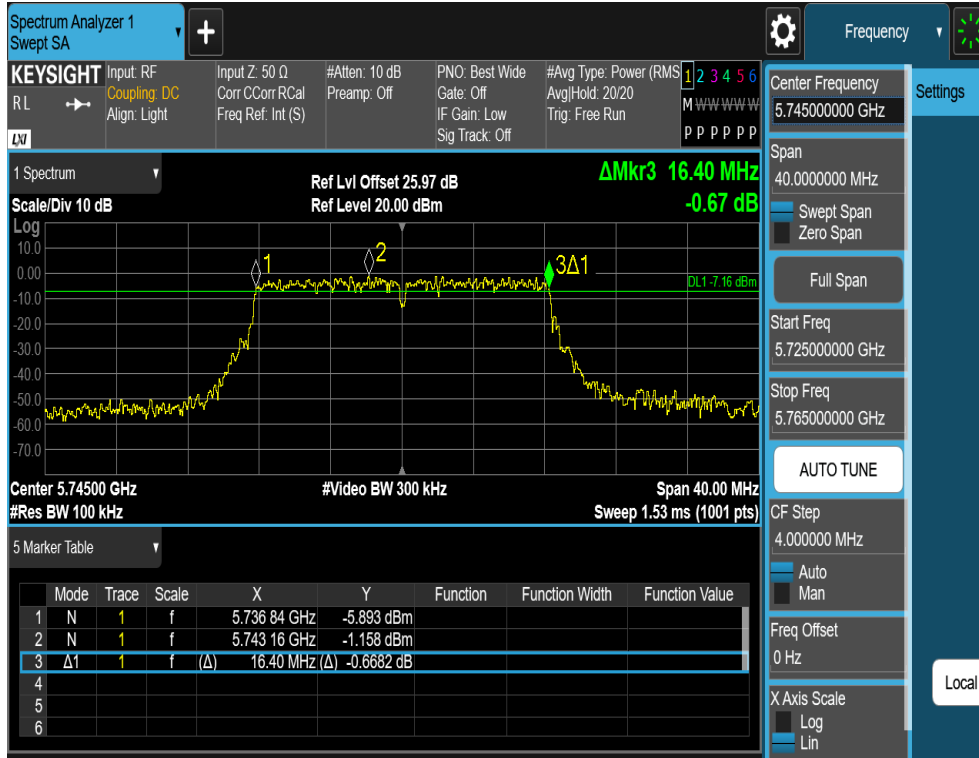 Spectrum Analyzer 1
Swept SA
+
Frequency
KEYSIGHT
RL
LXI
Input: RF
Coupling: DC
Align: Light
Input Z: 50 Ω
Corr CCorr RCal
Freq Ref: Int (S)
#Atten: 10 dB
Preamp: Off
PNO: Best Wide
Gate: Off
IF Gain: Low
Sig Track: Off
#Avg Type: Power (RMS
Avg|Hold: 20/20
Trig: Free Run
1 2 3 4 5 6
M W W W W W
P P P P P P
1 Spectrum
Scale/Div 10 dB
Ref Lvl Offset 25.97 dB
Ref Level 20.00 dBm
ΔMkr3 16.40 MHz
-0.67 dB
Log
10.0
0.00
-10.0
-20.0
-30.0
-40.0
-50.0
-60.0
-70.0
1
2
3Δ1
DL1 -7.16 dBm
Center 5.74500 GHz
#Res BW 100 kHz
#Video BW 300 kHz
Span 40.00 MHz
Sweep 1.53 ms (1001 pts)
5 Marker Table
Mode Trace Scale X Y Function Function Width Function Value
1 N 1 f 5.736 84 GHz -5.893 dBm
2 N 1 f 5.743 16 GHz -1.158 dBm
3 Δ1 1 f (Δ) 16.40 MHz (Δ) -0.6682 dB
4
5
6
Center Frequency
5.745000000 GHz
Span
40.0000000 MHz
Swept Span
Zero Span
Full Span
Start Freq
5.725000000 GHz
Stop Freq
5.765000000 GHz
AUTO TUNE
CF Step
4.000000 MHz
Auto
Man
Freq Offset
0 Hz
X Axis Scale
Log
Lin
Settings
Local